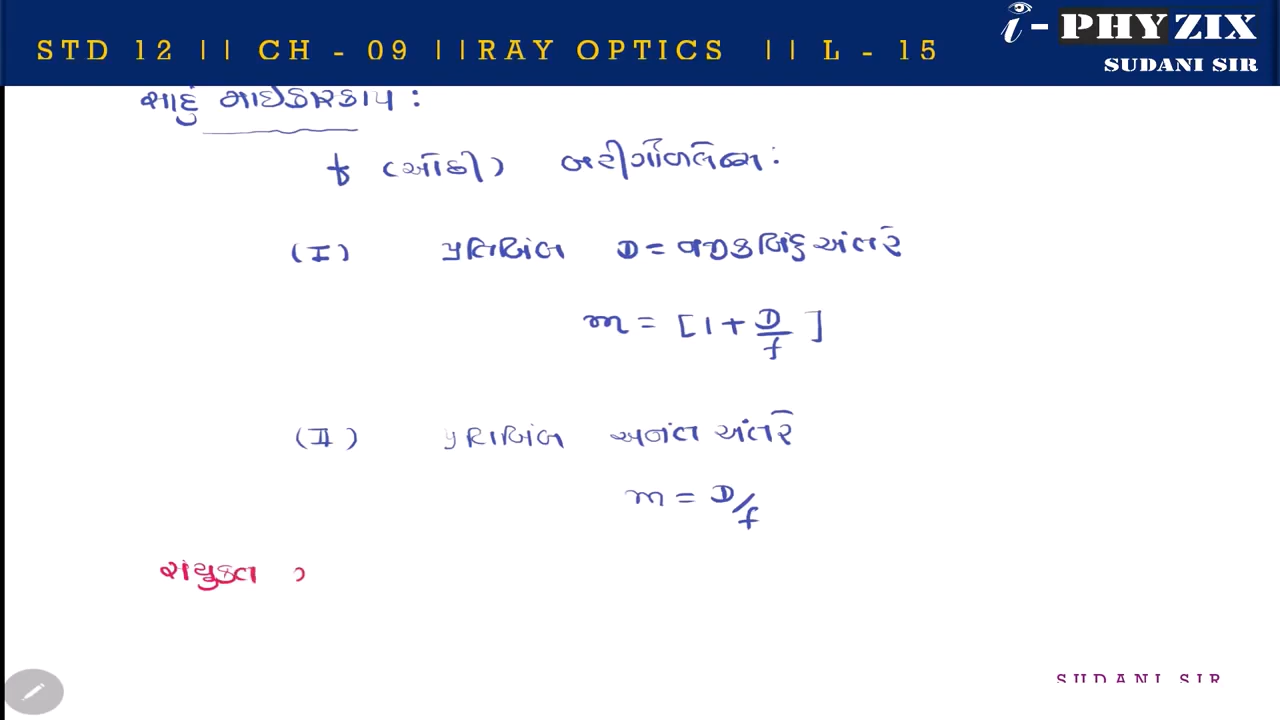 STD 12 || CH - 09 ||RAY OPTICS || L - 15
i-PHYZIX
SUDANI SIR
સાદું માઇક્રોસ્કોપ :
f (ઓછી) બહીર્ગોળલેન્સ :
(I) પ્રતિબિંબ D = નજીકબિંદુ અંતરે
m = [1 + D/f]
(II) પ્રતિબિંબ અનંત અંતરે
m = D/f
સંયુક્ત
SUDANI SIR